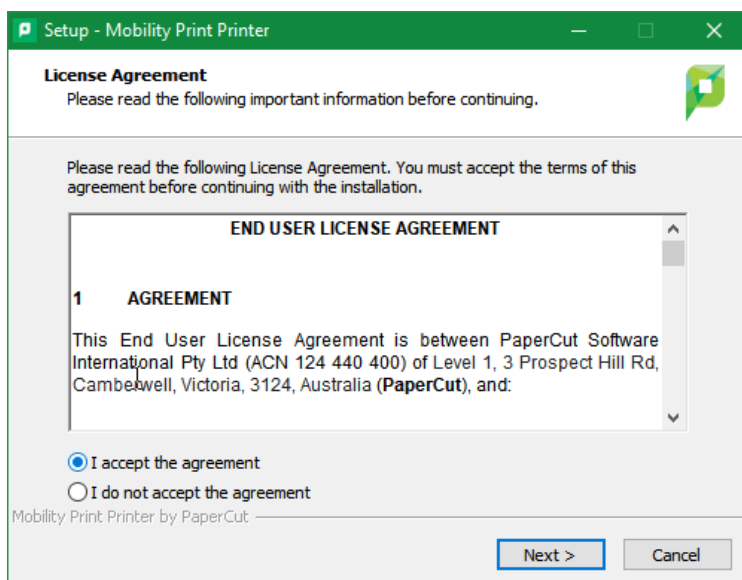 Setup - Mobility Print Printer
License Agreement
Please read the following important information before continuing.
Please read the following License Agreement. You must accept the terms of this
agreement before continuing with the installation.
END USER LICENSE AGREEMENT
1 AGREEMENT
This End User License Agreement is between PaperCut Software
International Pty Ltd (ACN 124 440 400) of Level 1, 3 Prospect Hill Rd,
Camberwell, Victoria, 3124, Australia (PaperCut), and:
I accept the agreement
I do not accept the agreement
Mobility Print Printer by PaperCut
Next >
Cancel